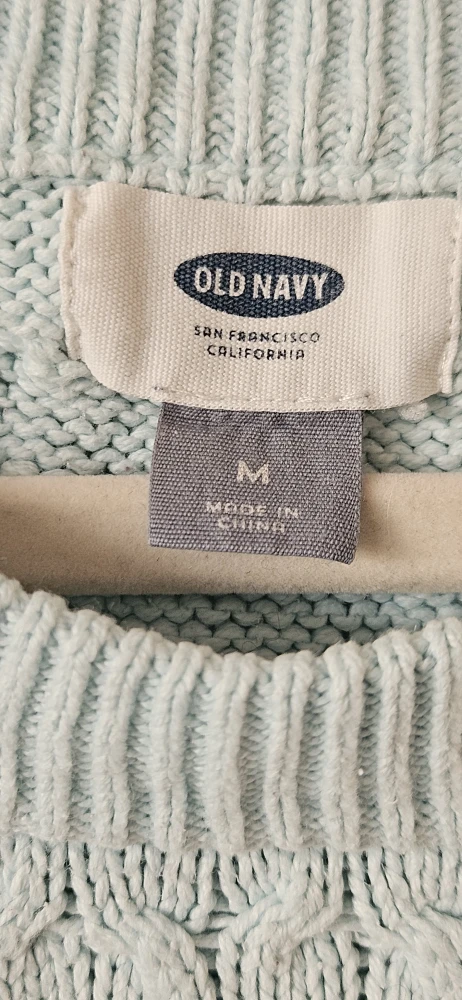 OLD NAVY
SAN FRANCISCO
CALIFORNIA
M
MADE IN
CHINA